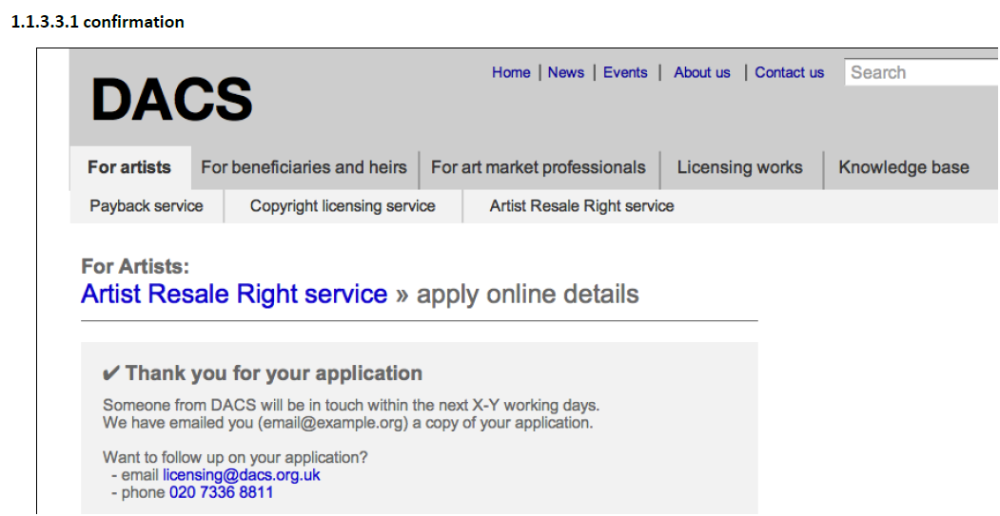 1.1.3.3.1 confirmation
DACS
Home | News | Events | About us | Contact us
Search
For artists
For beneficiaries and heirs
For art market professionals
Licensing works
Knowledge base
Payback service
Copyright licensing service
Artist Resale Right service
For Artists:
Artist Resale Right service » apply online details
✔ Thank you for your application
Someone from DACS will be in touch within the next X-Y working days.
We have emailed you (email@example.org) a copy of your application.
Want to follow up on your application?
- email licensing@dacs.org.uk
- phone 020 7336 8811